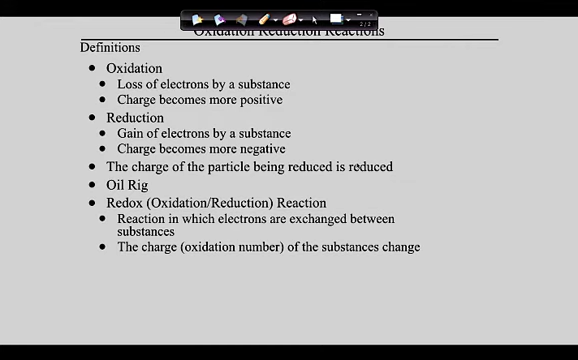 Oxidation Reduction Reactions
Definitions
• Oxidation
• Loss of electrons by a substance
• Charge becomes more positive
• Reduction
• Gain of electrons by a substance
• Charge becomes more negative
• The charge of the particle being reduced is reduced
• Oil Rig
• Redox (Oxidation/Reduction) Reaction
• Reaction in which electrons are exchanged between
substances
• The charge (oxidation number) of the substances change